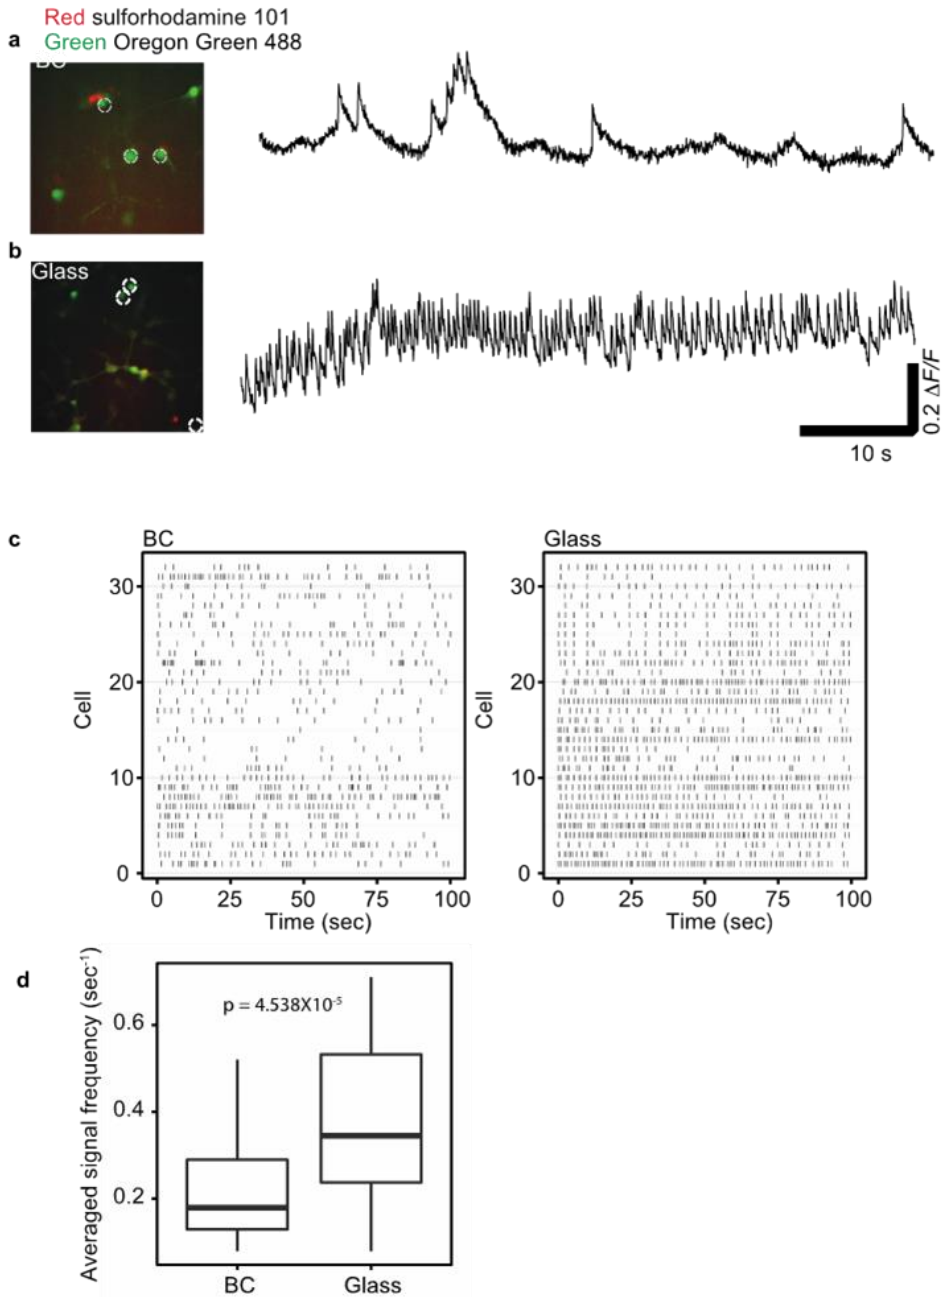 Red sulforhodamine 101
a Green Oregon Green 488
BC
b
Glass
0.2 ΔF/F
10 s
c BC Glass
30 30
20 20
Cell Cell
10 10
0 0
0 25 50 75 100 0 25 50 75 100
Time (sec) Time (sec)
d
Averaged signal frequency (sec⁻¹)
p = 4.538X10⁻⁵
0.6
0.4
0.2
BC Glass